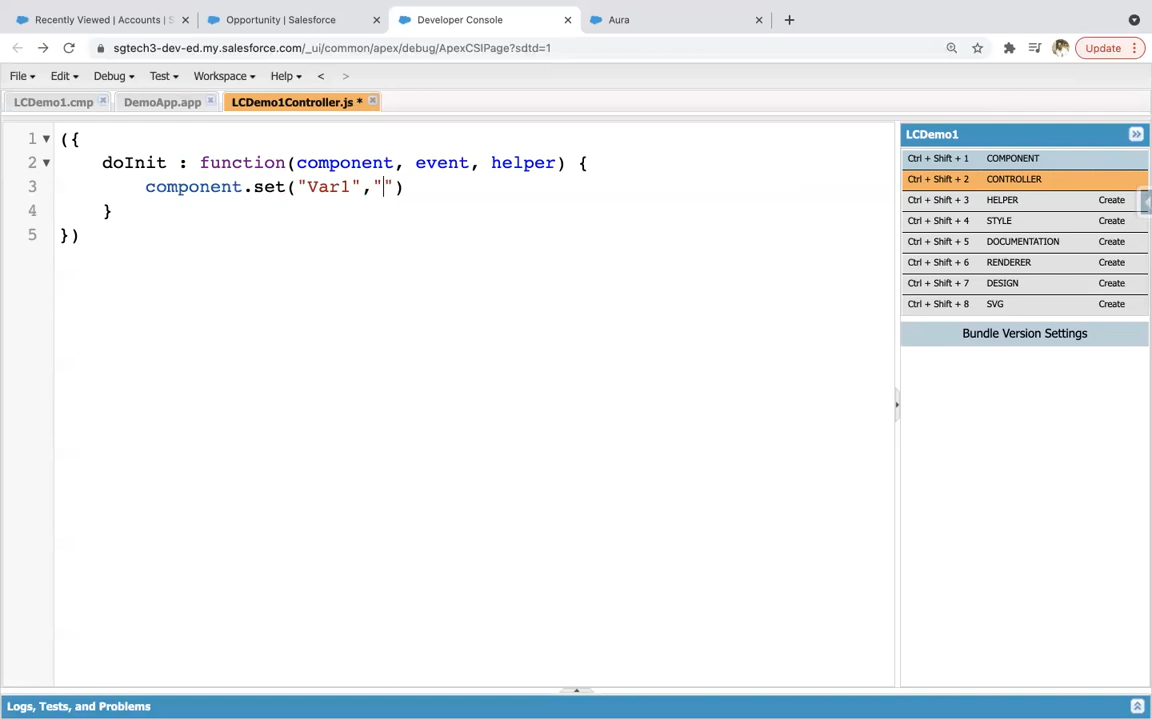 Recently Viewed | Accounts | S
Opportunity | Salesforce
Developer Console
Aura
sgtech3-dev-ed.my.salesforce.com/_ui/common/apex/debug/ApexCSIPage?sdtd=1
Update
File Edit Debug Test Workspace Help < >
LCDemo1.cmp DemoApp.app LCDemo1Controller.js *
1 ({
2 doInit : function(component, event, helper) {
3 component.set("Var1","")
4 }
5 })
LCDemo1
Ctrl + Shift + 1 COMPONENT
Ctrl + Shift + 2 CONTROLLER
Ctrl + Shift + 3 HELPER Create
Ctrl + Shift + 4 STYLE Create
Ctrl + Shift + 5 DOCUMENTATION Create
Ctrl + Shift + 6 RENDERER Create
Ctrl + Shift + 7 DESIGN Create
Ctrl + Shift + 8 SVG Create
Bundle Version Settings
Logs, Tests, and Problems